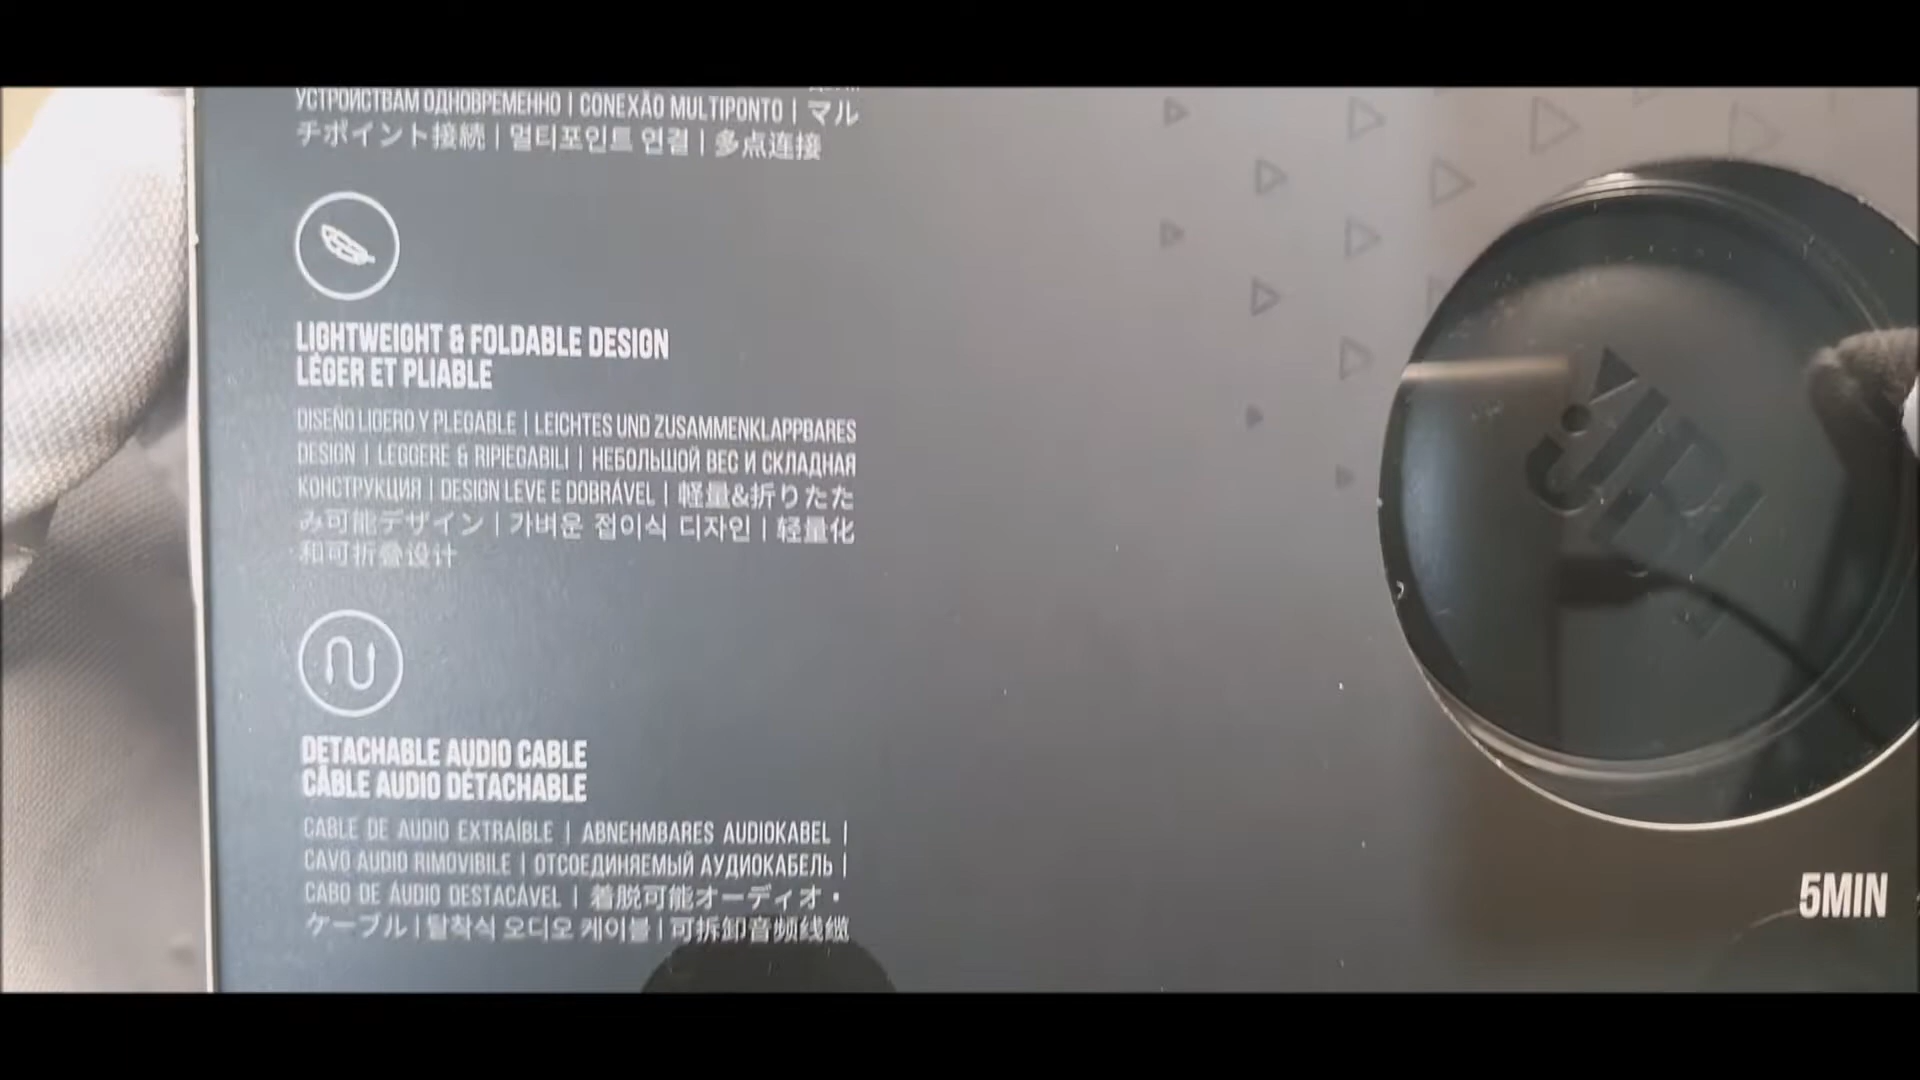 УСТРОЙСТВАМ ОДНОВРЕМЕННО | CONEXÃO MULTIPONTO | マル
チポイント接続 | 멀티포인트 연결 | 多点连接
LIGHTWEIGHT & FOLDABLE DESIGN
LÉGER ET PLIABLE
DISEÑO LIGERO Y PLEGABLE | LEICHTES UND ZUSAMMENKLAPPBARES
DESIGN | LEGGERE & RIPIEGABILI | НЕБОЛЬШОЙ ВЕС И СКЛАДНАЯ
КОНСТРУКЦИЯ | DESIGN LEVE E DOBRÁVEL | 軽量&折りたた
み可能デザイン | 가벼운 접이식 디자인 | 轻量化
和可折叠设计
DETACHABLE AUDIO CABLE
CÂBLE AUDIO DÉTACHABLE
CABLE DE AUDIO EXTRAÍBLE | ABNEHMBARES AUDIOKABEL |
CAVO AUDIO RIMOVIBILE | ОТСОЕДИНЯЕМЫЙ АУДИОКАБЕЛЬ |
CABO DE ÁUDIO DESTACÁVEL | 着脱可能オーディオ・
ケーブル | 탈착식 오디오 케이블 | 可拆卸音频线缆
JBL
5MIN